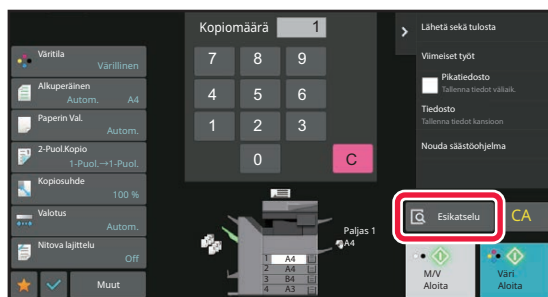 Väritila
Värillinen
Alkuperäinen
Autom. A4
Paperin Val.
Autom.
2-Puol.Kopio
1-Puol.→1-Puol.
Kopiosuhde
100 %
Valotus
Autom.
Nitova lajittelu
Off
Muut
Kopiomäärä 1
7 8 9
4 5 6
1 2 3
0 C
Paljas 1
A4
1 A4
2 A4
3 B4
4 A3
Lähetä sekä tulosta
Viimeiset työt
Pikatiedosto
Tallenna tiedot väliaik.
Tiedosto
Tallenna tiedot kansioon
Nouda säästöohjelma
Esikatselu
CA
M/V
Aloita
Väri
Aloita